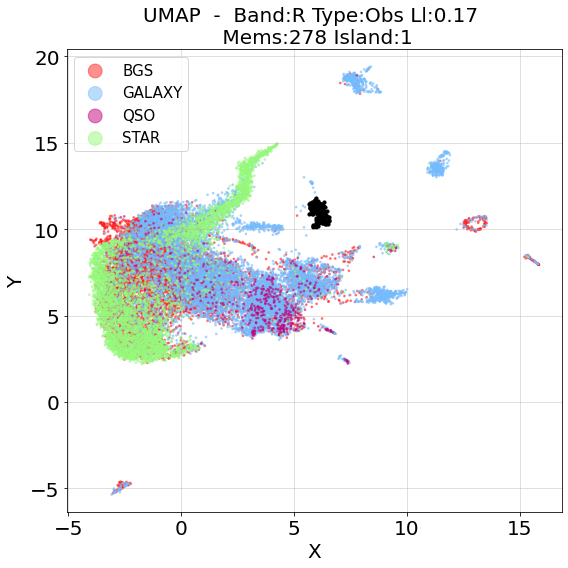 UMAP - Band:R Type:Obs Ll:0.17
Mems:278 Island:1
BGS
GALAXY
QSO
STAR
20
15
10
5
0
−5
Y
−5 0 5 10 15
X